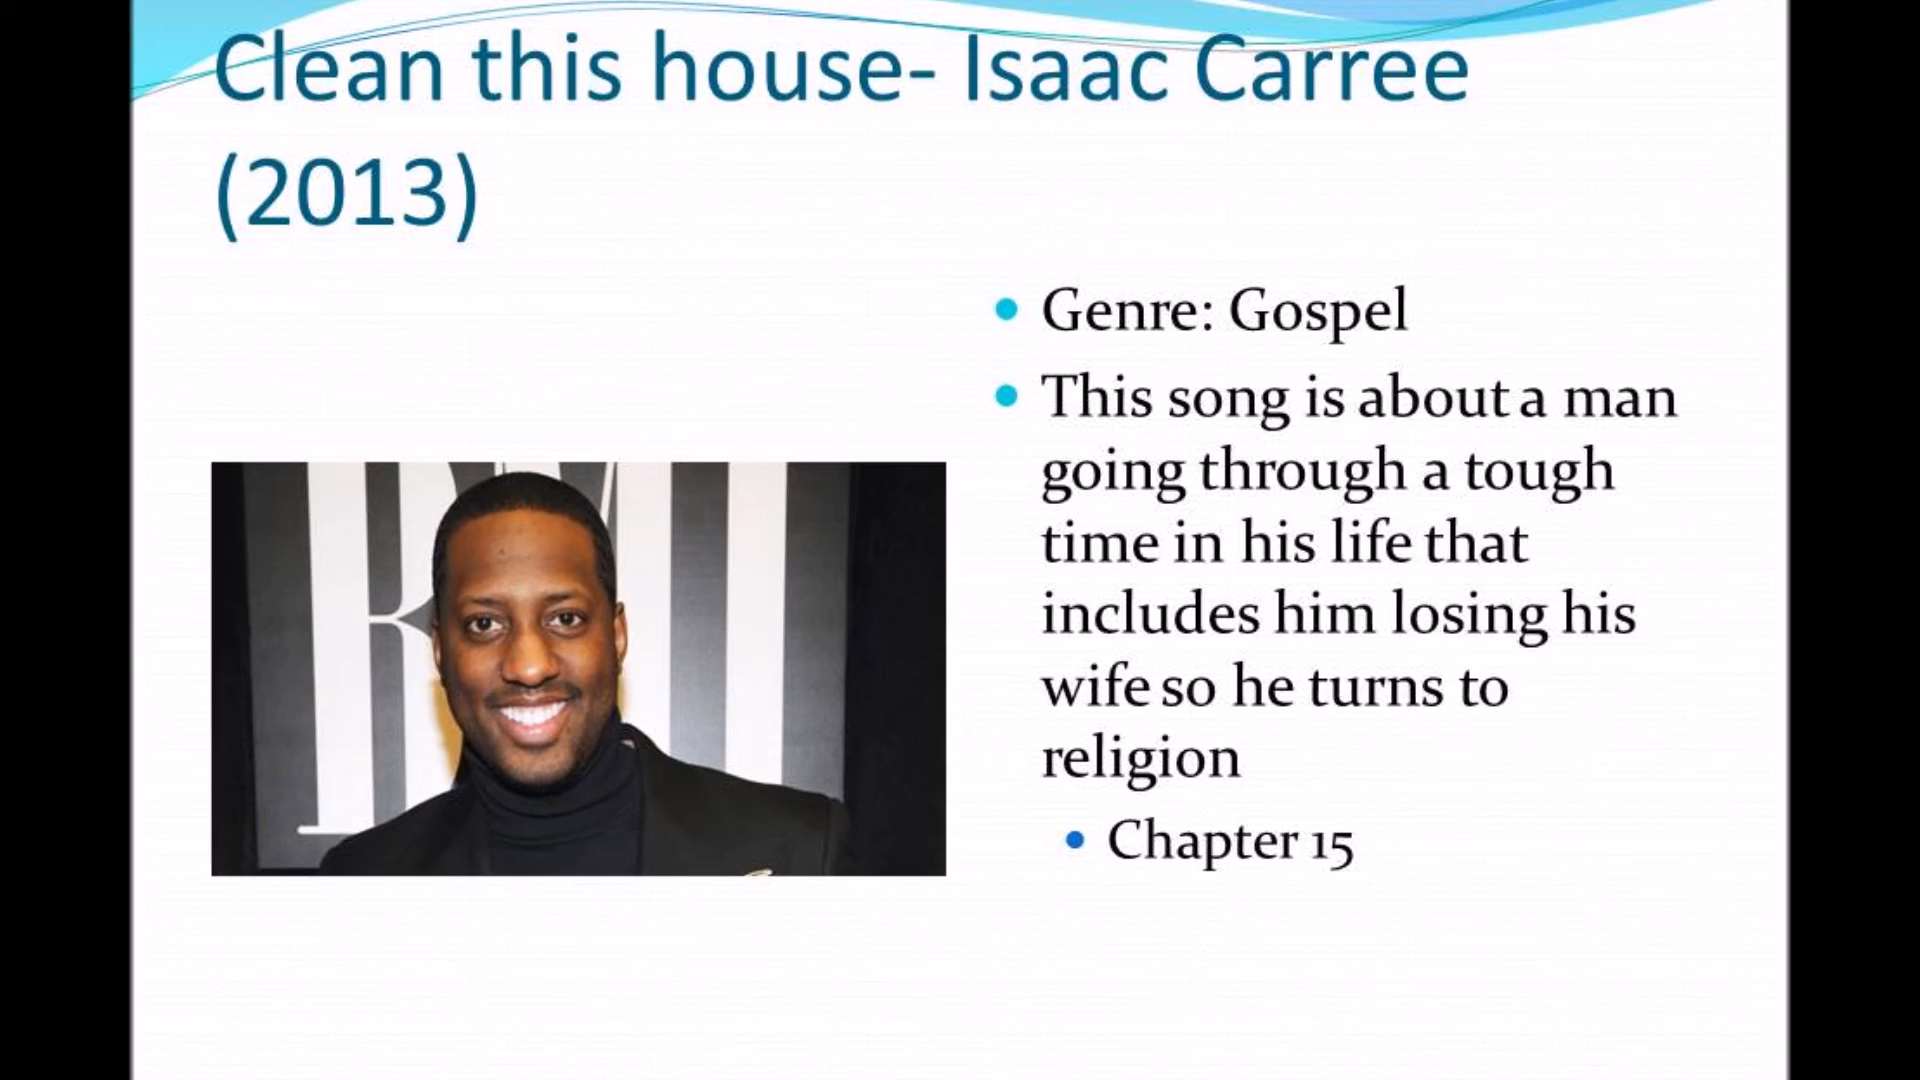 Clean this house- Isaac Carree
(2013)
Genre: Gospel
This song is about a man
going through a tough
time in his life that
includes him losing his
wife so he turns to
religion
Chapter 15
BMI